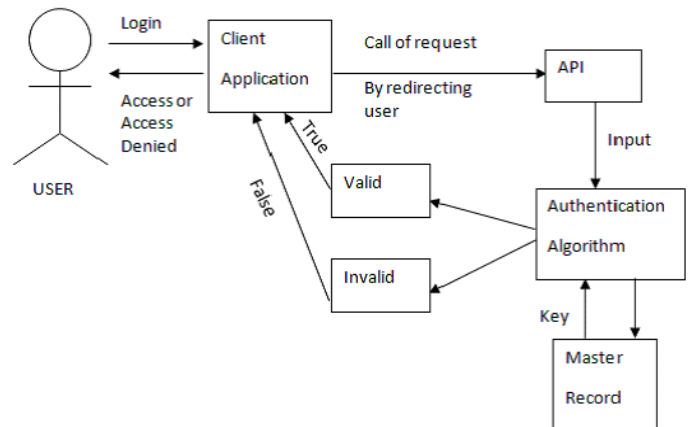 Login
Client
Application
Call of request
By redirecting
user
API
Access or
Access
Denied
USER
Input
True
False
Valid
Invalid
Authentication
Algorithm
Key
Master
Record